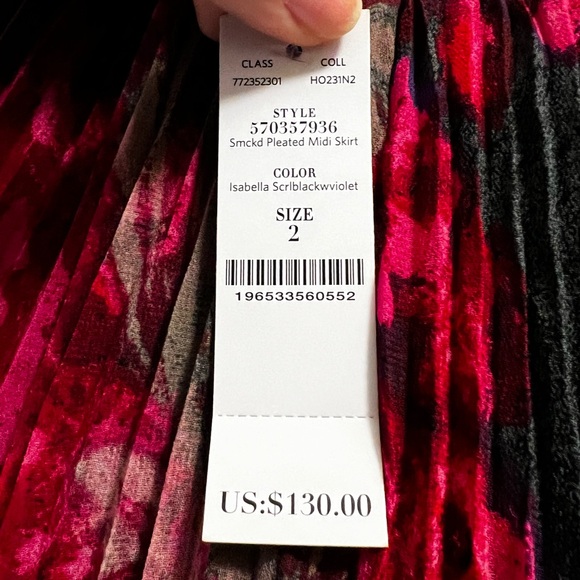 CLASS COLL
772352301 HO231N2
STYLE
570357936
Smckd Pleated Midi Skirt
COLOR
Isabella Scrlblackwviolet
SIZE
2
196533560552
US:$130.00